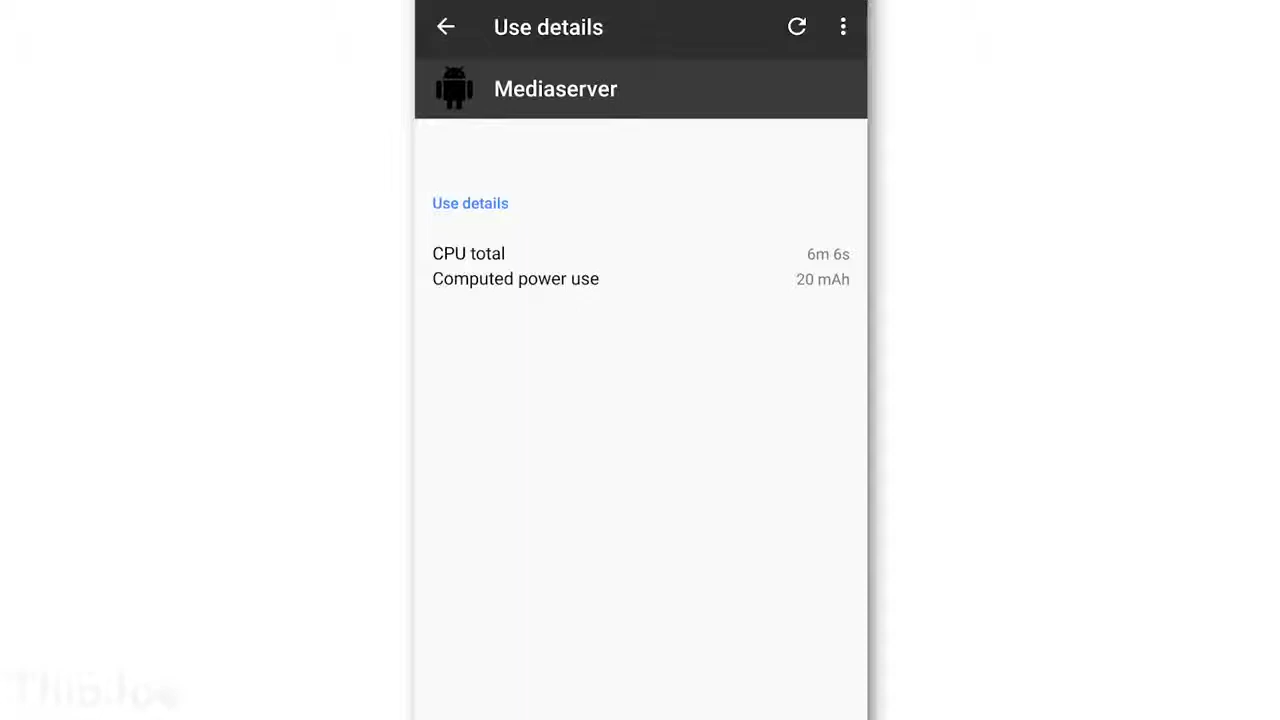 Use details
Mediaserver
Use details
CPU total 6m 6s
Computed power use 20 mAh